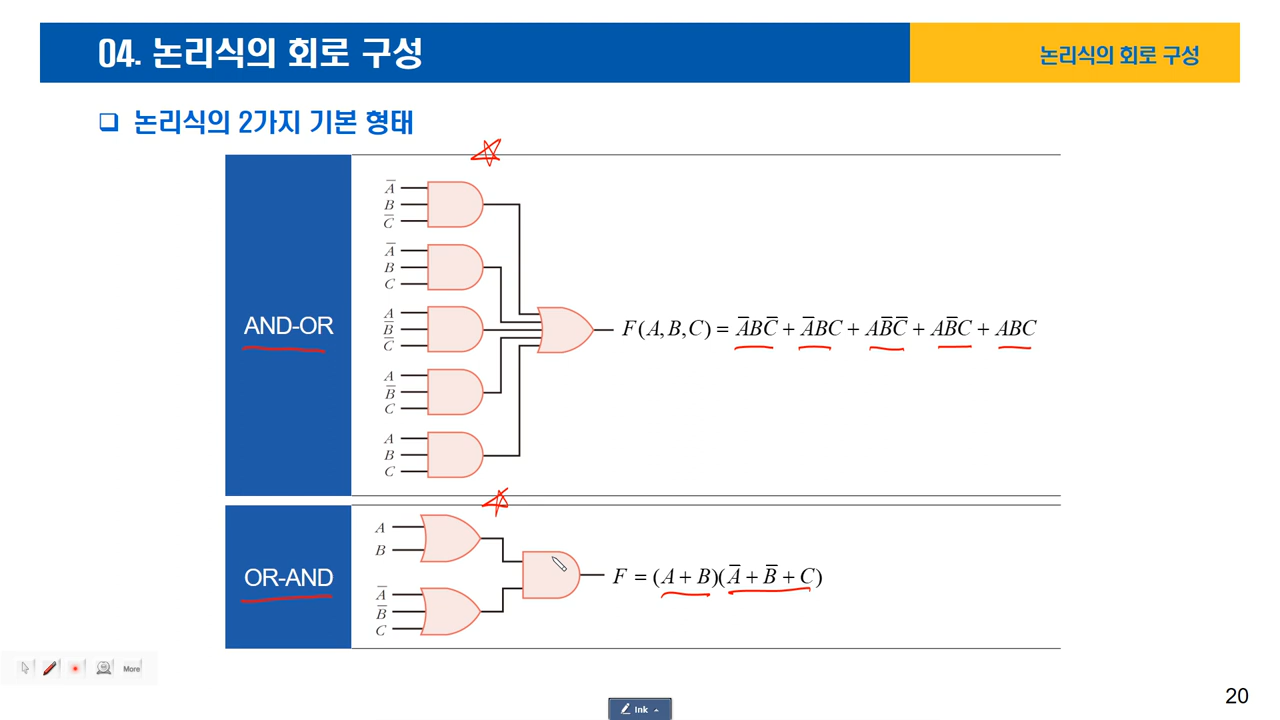 04. 논리식의 회로 구성
논리식의 회로 구성
❑ 논리식의 2가지 기본 형태
AND-OR
A̅
B
C̅
A̅
B
C
A
B̅
C̅
A
B̅
C
A
B
C
F(A, B, C) = A̅BC̅ + A̅BC + AB̅C̅ + AB̅C + ABC
OR-AND
A
B
A̅
B̅
C
F = (A + B)(A̅ + B̅ + C)
More
Ink
20